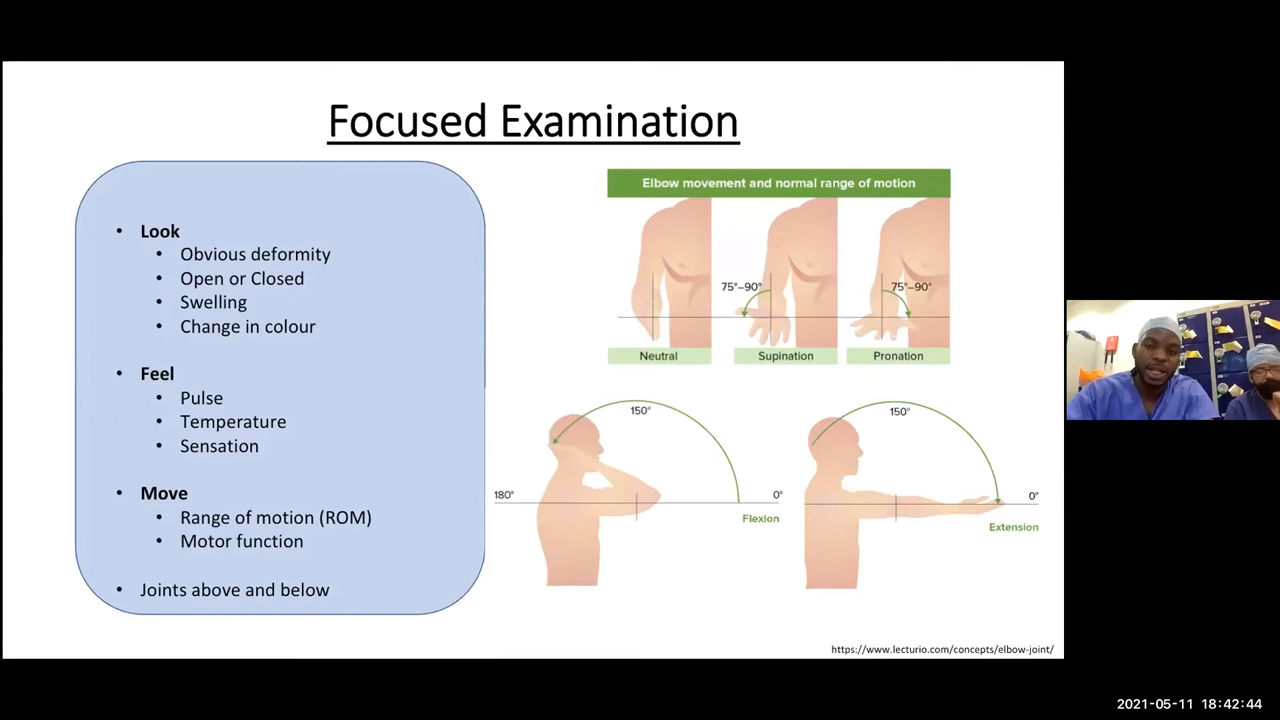 Focused Examination
• Look
• Obvious deformity
• Open or Closed
• Swelling
• Change in colour
• Feel
• Pulse
• Temperature
• Sensation
• Move
• Range of motion (ROM)
• Motor function
• Joints above and below
Elbow movement and normal range of motion
75°–90°
75°–90°
Neutral
Supination
Pronation
150°
180°
0°
Flexion
150°
0°
Extension
https://www.lecturio.com/concepts/elbow-joint/
2021-05-11 18:42:44